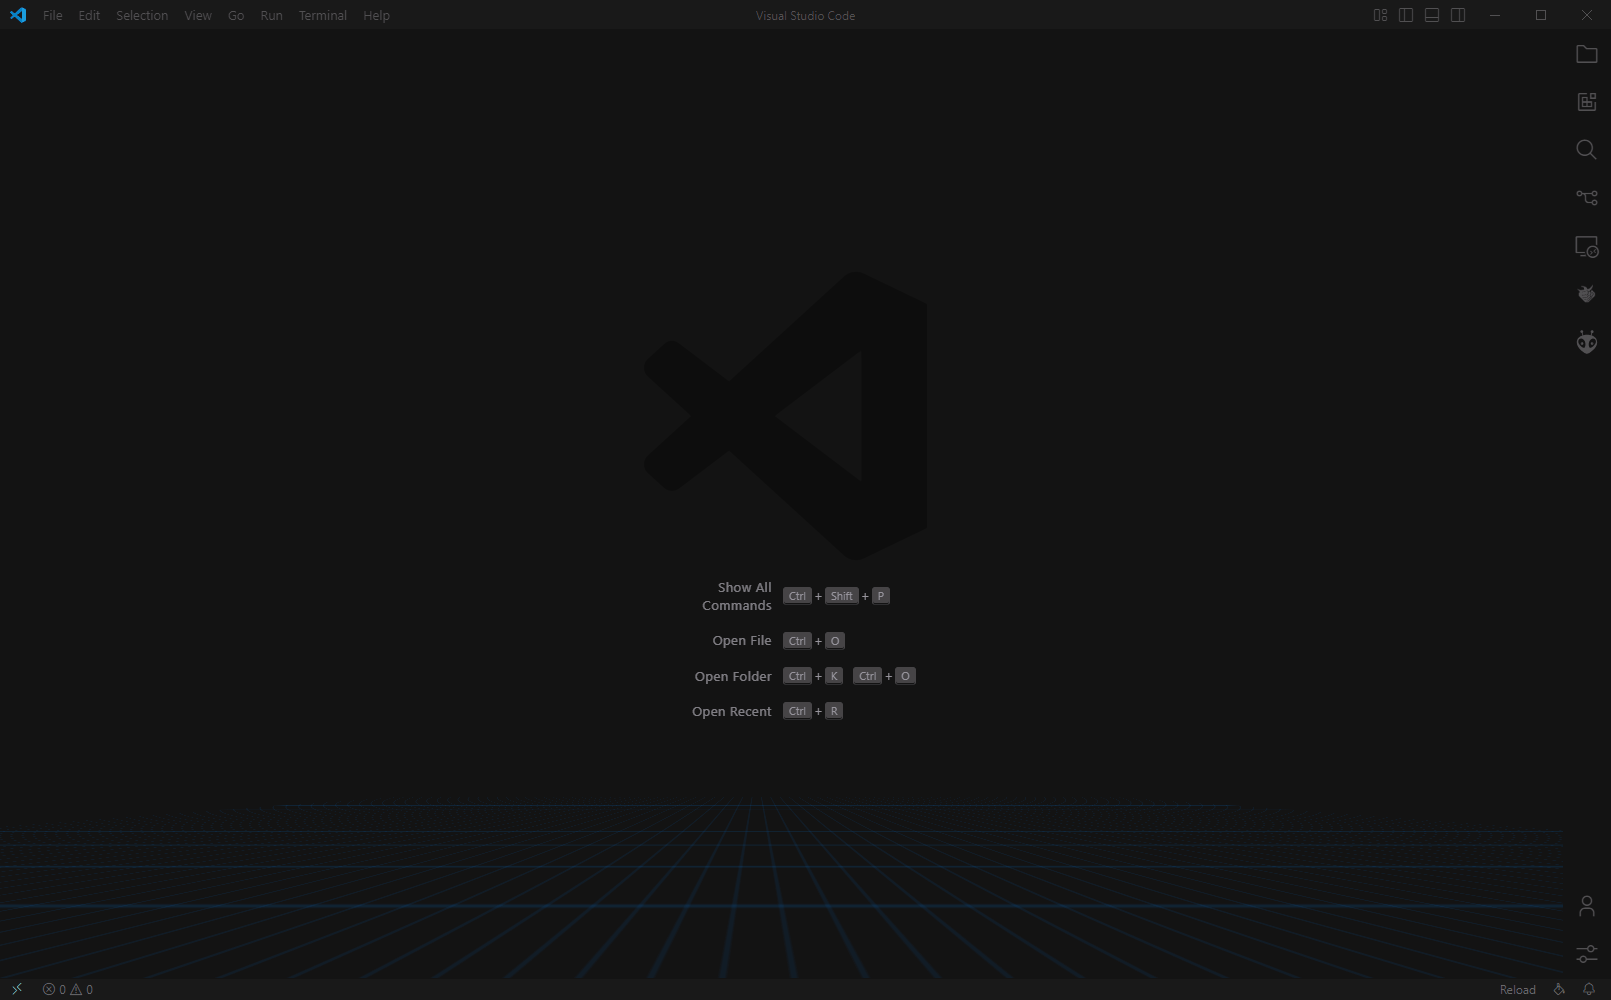 File Edit Selection View Go Run Terminal Help Visual Studio Code
Show All
Commands Ctrl + Shift + P
Open File Ctrl + O
Open Folder Ctrl + K Ctrl + O
Open Recent Ctrl + R
0 0 Reload